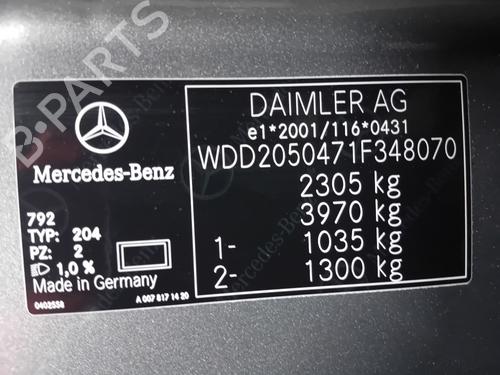 B-PARTS
Mercedes-Benz
792
TYP: 204
PZ: 2
1,0 %
Made in Germany
0402558
A 007 817 14 20
DAIMLER AG
e1*2001/116*0431
WDD2050471F348070
2305 kg
3970 kg
1- 1035 kg
2- 1300 kg